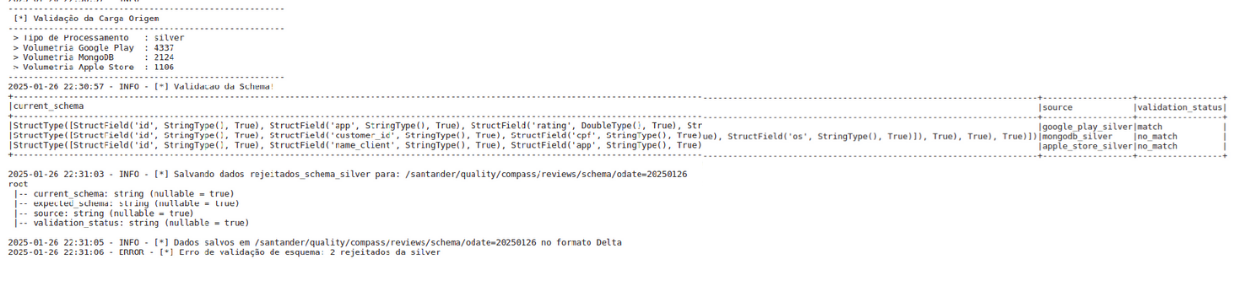 ---------------------------------------------------------
[*] Validação da Carga Origem
---------------------------------------------------------
> Tipo de Processamento   : silver
> Volumetria Google Play  : 4337
> Volumetria MongoDB      : 2124
> Volumetria Apple Store  : 1106
---------------------------------------------------------
2025-01-26 22:30:57 - INFO - [*] Validacao da Schema!
|current_schema |source |validation_status|
|StructType([StructField('id', StringType(), True), StructField('app', StringType(), True), StructField('rating', DoubleType(), True), Str |google_play_silver|match |
|StructType([StructField('id', StringType(), True), StructField('customer_id', StringType(), True), StructField('cpf', StringType(), True)ue), StructField('os', StringType(), True)]), True), True), True)])|mongodb_silver |no_match |
|StructType([StructField('id', StringType(), True), StructField('name_client', StringType(), True), StructField('app', StringType(), True) |apple_store_silver|no_match |
2025-01-26 22:31:03 - INFO - [*] Salvando dados rejeitados_schema_silver para: /santander/quality/compass/reviews/schema/odate=20250126
root
|-- current_schema: string (nullable = true)
|-- expected_schema: string (nullable = true)
|-- source: string (nullable = true)
|-- validation_status: string (nullable = true)
2025-01-26 22:31:05 - INFO - [*] Dados salvos em /santander/quality/compass/reviews/schema/odate=20250126 no formato Delta
2025-01-26 22:31:06 - ERROR - [*] Erro de validação de esquema: 2 rejeitados da silver